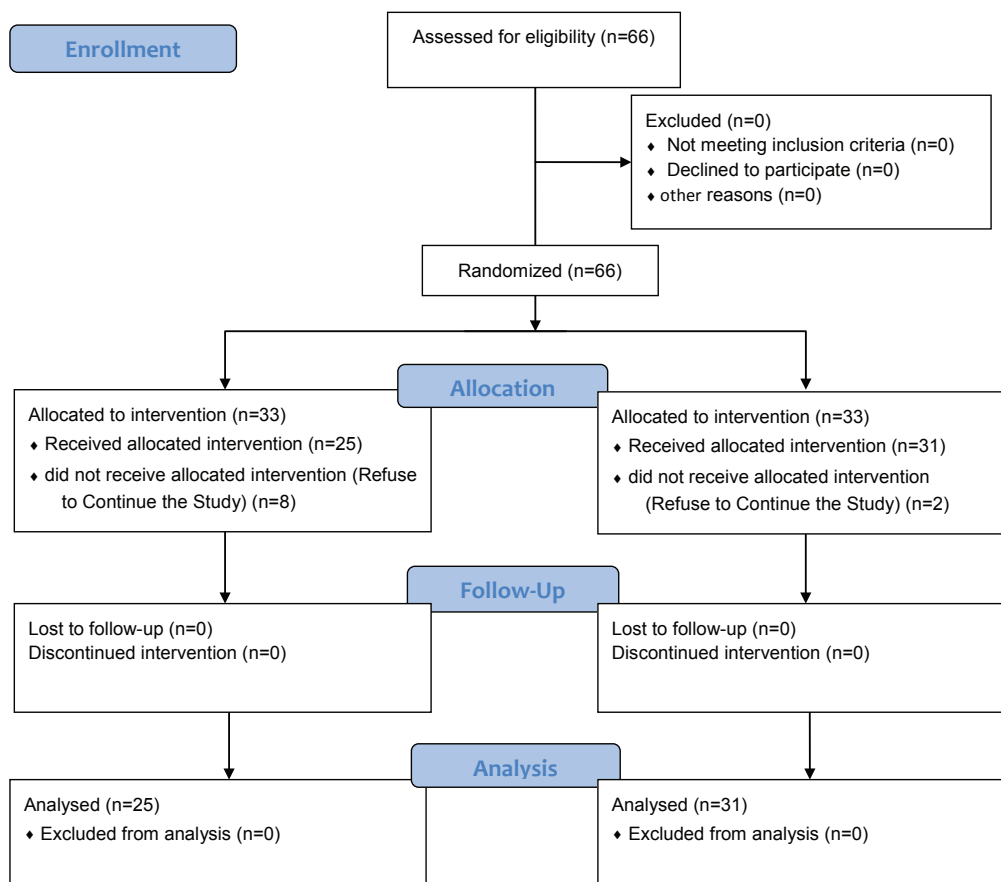 Enrollment
Assessed for eligibility (n=66)
Excluded (n=0)
♦ Not meeting inclusion criteria (n=0)
♦ Declined to participate (n=0)
♦ other reasons (n=0)
Randomized (n=66)
Allocation
Allocated to intervention (n=33)
♦ Received allocated intervention (n=25)
♦ did not receive allocated intervention (Refuse
to Continue the Study) (n=8)
Allocated to intervention (n=33)
♦ Received allocated intervention (n=31)
♦ did not receive allocated intervention
(Refuse to Continue the Study) (n=2)
Follow-Up
Lost to follow-up (n=0)
Discontinued intervention (n=0)
Lost to follow-up (n=0)
Discontinued intervention (n=0)
Analysis
Analysed (n=25)
♦ Excluded from analysis (n=0)
Analysed (n=31)
♦ Excluded from analysis (n=0)